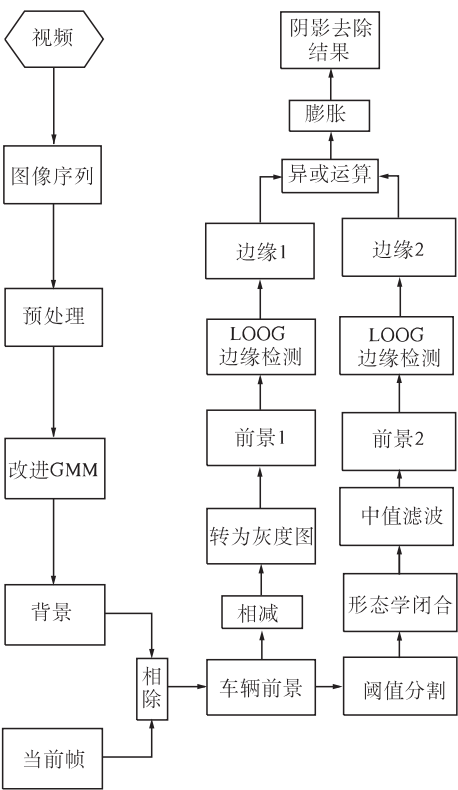 视频
图像序列
预处理
改进GMM
背景
当前帧
相
除
车辆前景
相减
转为灰度图
前景1
LOOG
边缘检测
边缘1
阈值分割
形态学闭合
中值滤波
前景2
LOOG
边缘检测
边缘2
异或运算
膨胀
阴影去除
结果